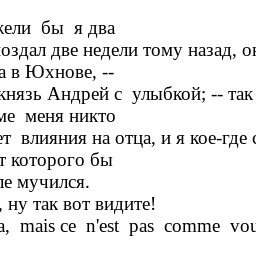 жели бы я два
оздал две недели тому назад, он
а в Юхнове, --
князь Андрей с улыбкой; -- так
ме меня никто
ет влияния на отца, и я кое-где с
т которого бы
ле мучился.
, ну так вот видите!
a, mais ce n'est pas comme vou